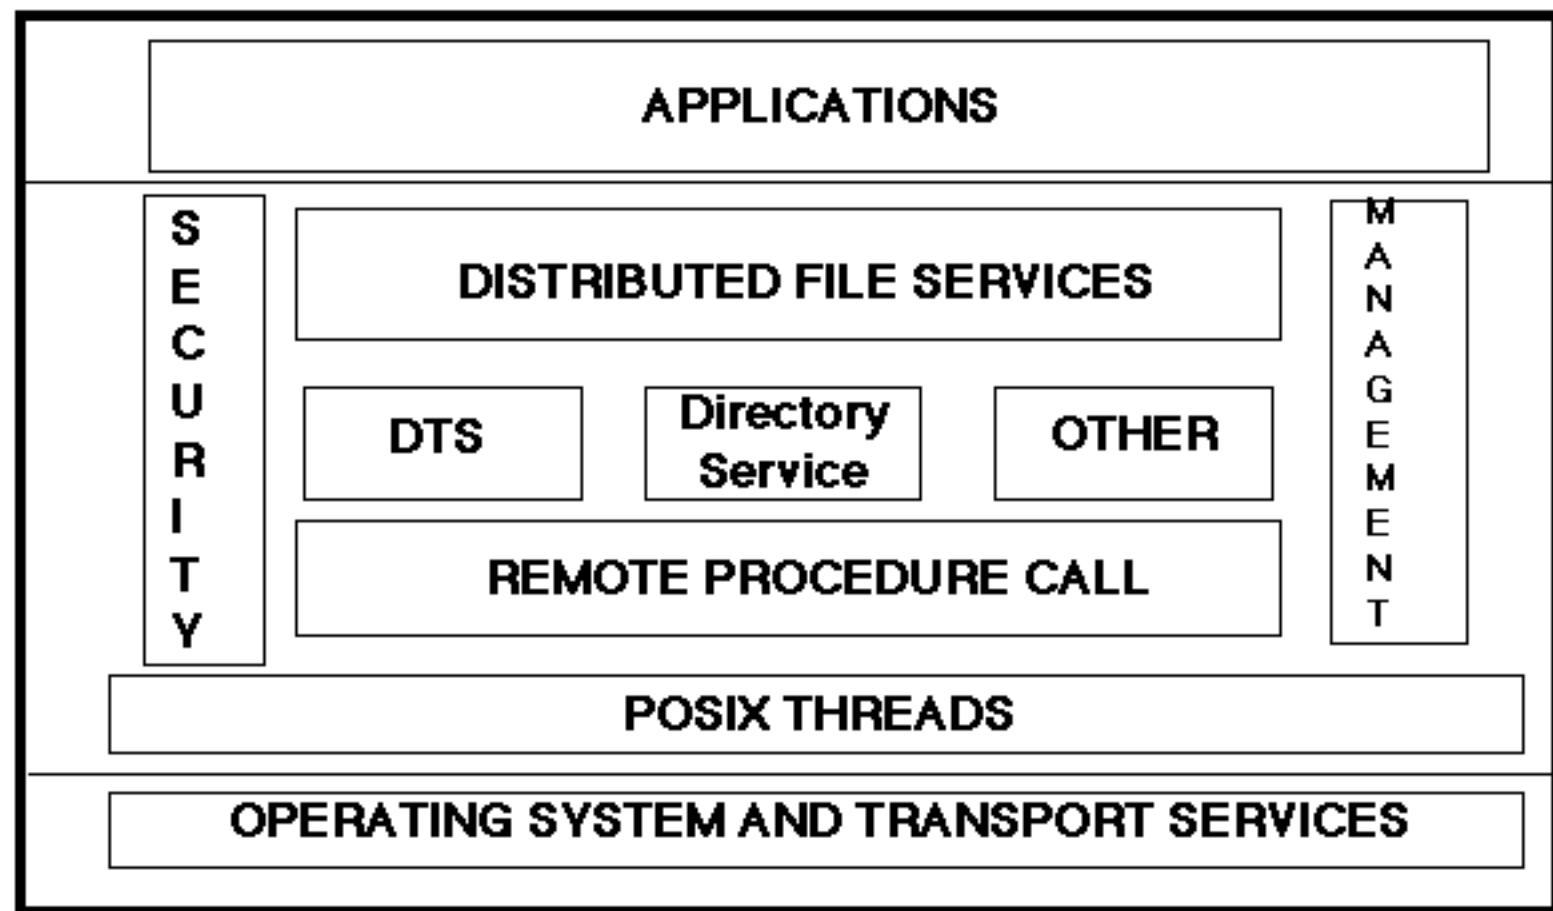 APPLICATIONS
SECURITY
DISTRIBUTED FILE SERVICES
MANAGEMENT
DTS
Directory
Service
OTHER
REMOTE PROCEDURE CALL
POSIX THREADS
OPERATING SYSTEM AND TRANSPORT SERVICES